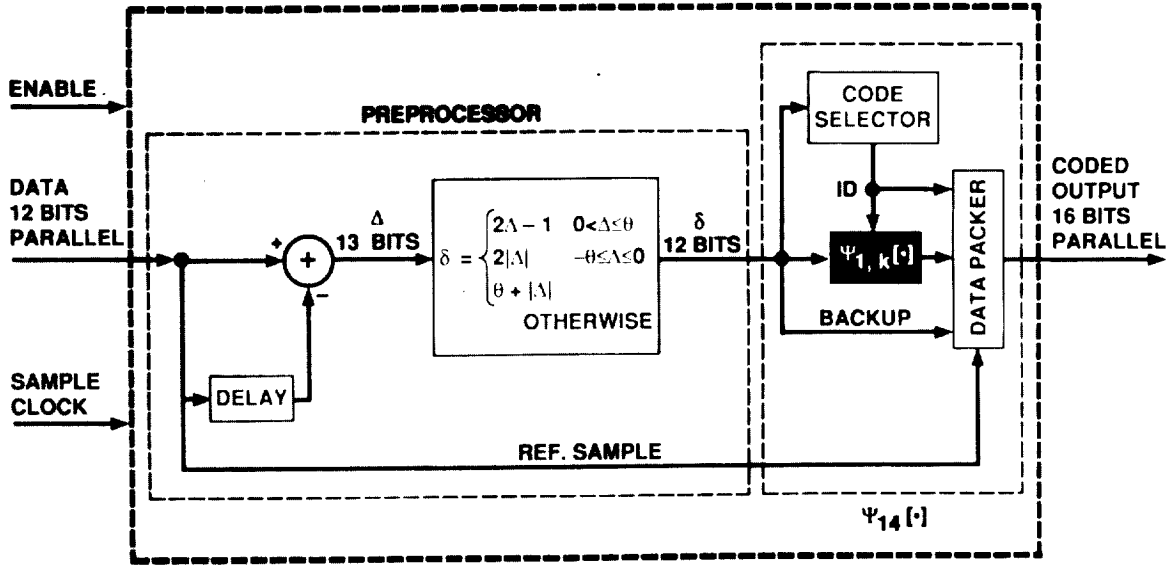 ENABLE
PREPROCESSOR
CODE
SELECTOR
DATA
12 BITS
PARALLEL
+
+
−
Δ
13 BITS
δ = { 2Δ − 1 0<Δ≤θ
2|Δ| −θ≤Δ≤0
θ + |Δ|
OTHERWISE
δ
12 BITS
ID
Ψ1, k[•]
BACKUP
DATA PACKER
CODED
OUTPUT
16 BITS
PARALLEL
SAMPLE
CLOCK
DELAY
REF. SAMPLE
Ψ14 [•]